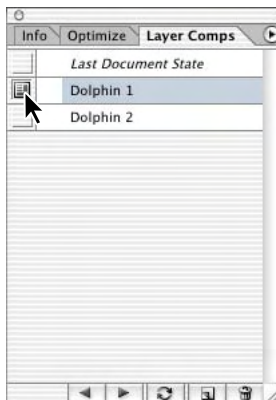 Info Optimize Layer Comps
Last Document State
Dolphin 1
Dolphin 2